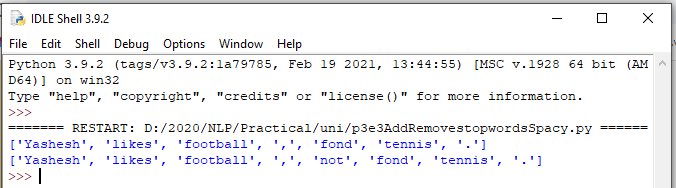 IDLE Shell 3.9.2
File Edit Shell Debug Options Window Help
Python 3.9.2 (tags/v3.9.2:1a79785, Feb 19 2021, 13:44:55) [MSC v.1928 64 bit (AM
D64)] on win32
Type "help", "copyright", "credits" or "license()" for more information.
>>>
======= RESTART: D:/2020/NLP/Practical/uni/p3e3AddRemovestopwordsSpacy.py ======
['Yashesh', 'likes', 'football', ',', 'fond', 'tennis', '.']
['Yashesh', 'likes', 'football', ',', 'not', 'fond', 'tennis', '.']
>>>